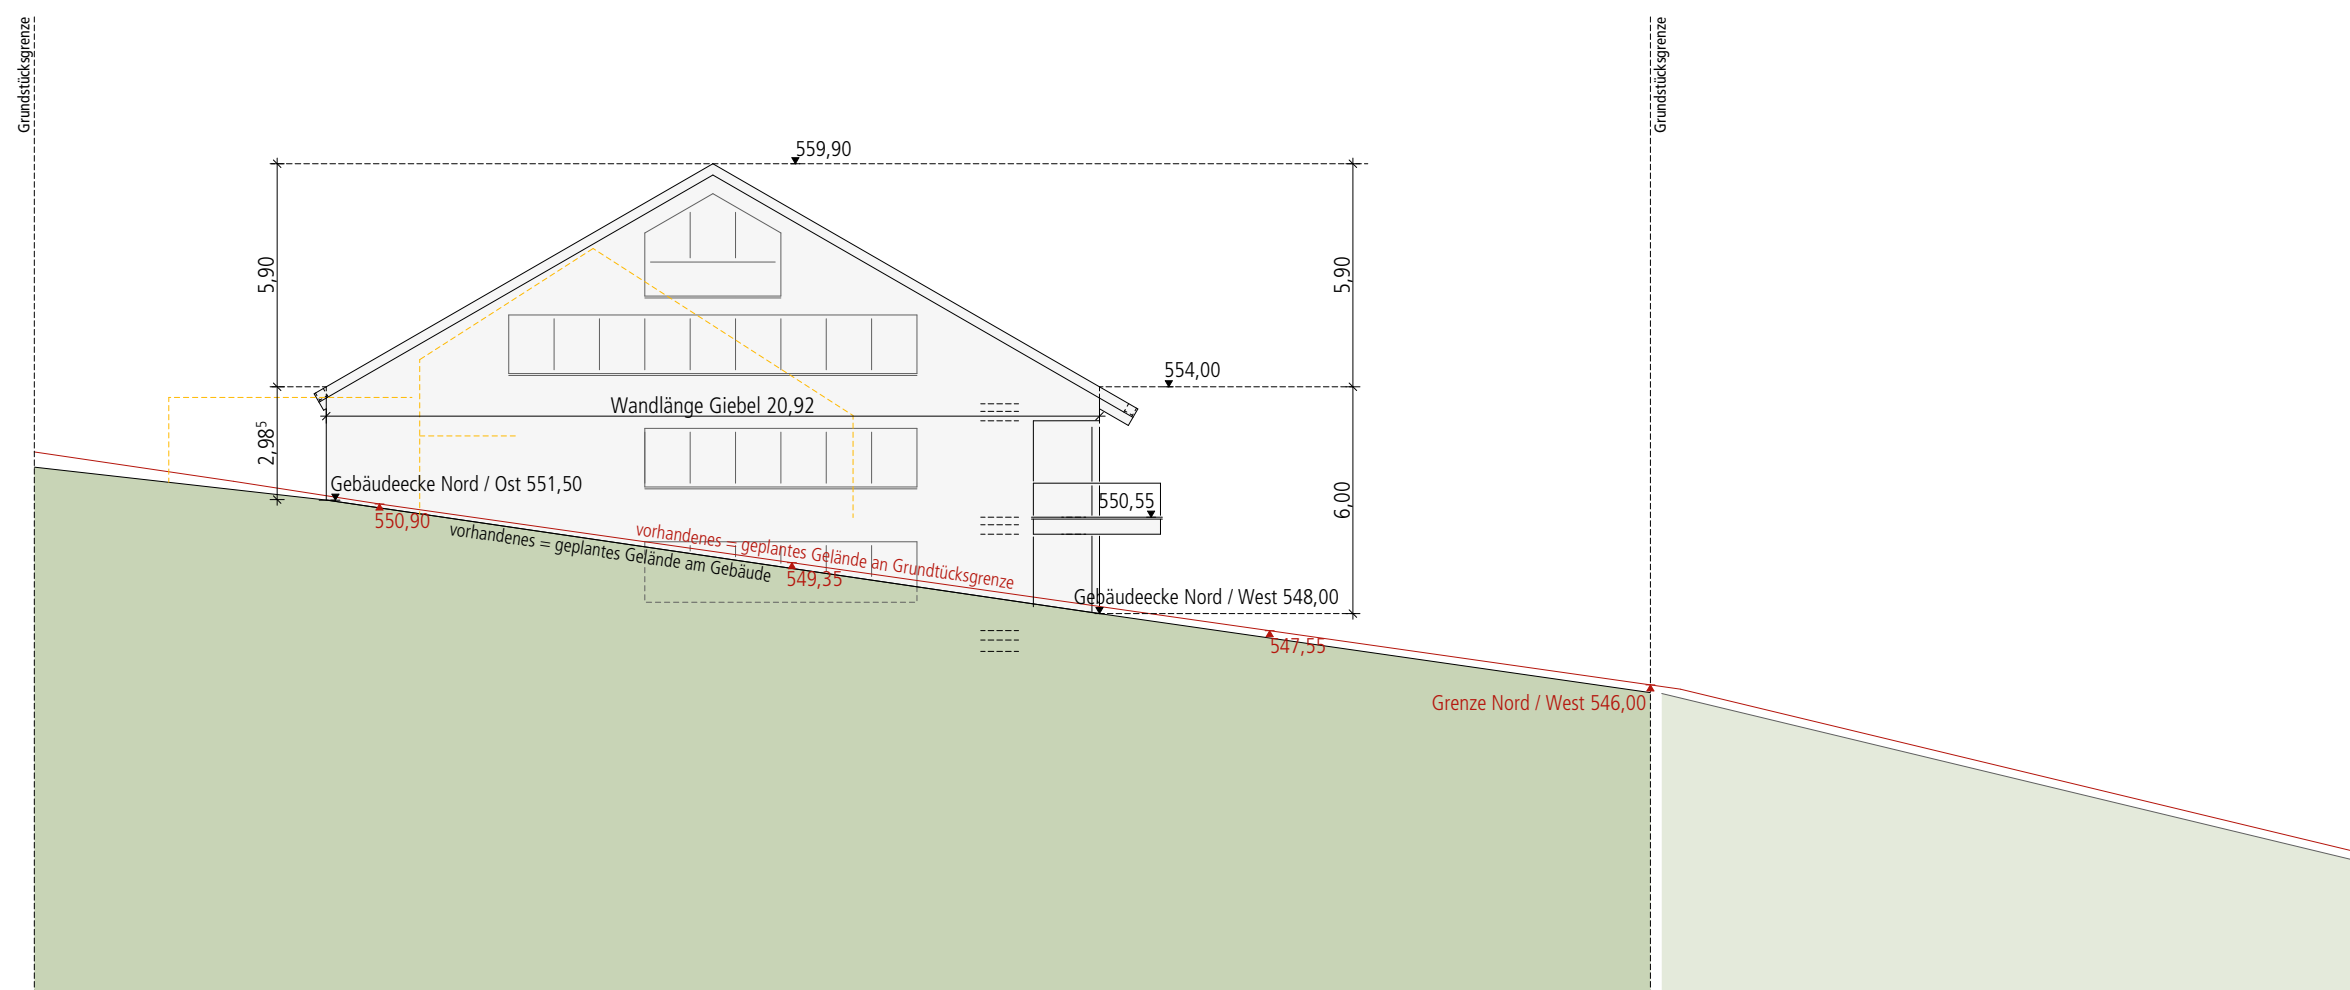 Grundstücksgrenze
Grundstücksgrenze
559,90
5,90
5,90
554,00
Wandlänge Giebel 20,92
2,98⁵
Gebäudeecke Nord / Ost 551,50
550,55
6,00
550,90
vorhandenes = geplantes Gelände am Gebäude
vorhandenes = geplantes Gelände an Grundtücksgrenze
549,35
Gebäudeecke Nord / West 548,00
547,55
Grenze Nord / West 546,00